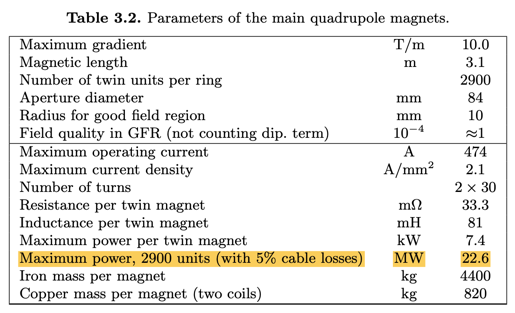 Table 3.2. Parameters of the main quadrupole magnets.
Maximum gradient T/m 10.0
Magnetic length m 3.1
Number of twin units per ring 2900
Aperture diameter mm 84
Radius for good field region mm 10
Field quality in GFR (not counting dip. term) 10⁻⁴ ≈1
Maximum operating current A 474
Maximum current density A/mm² 2.1
Number of turns 2 × 30
Resistance per twin magnet mΩ 33.3
Inductance per twin magnet mH 81
Maximum power per twin magnet kW 7.4
Maximum power, 2900 units (with 5% cable losses) MW 22.6
Iron mass per magnet kg 4400
Copper mass per magnet (two coils) kg 820